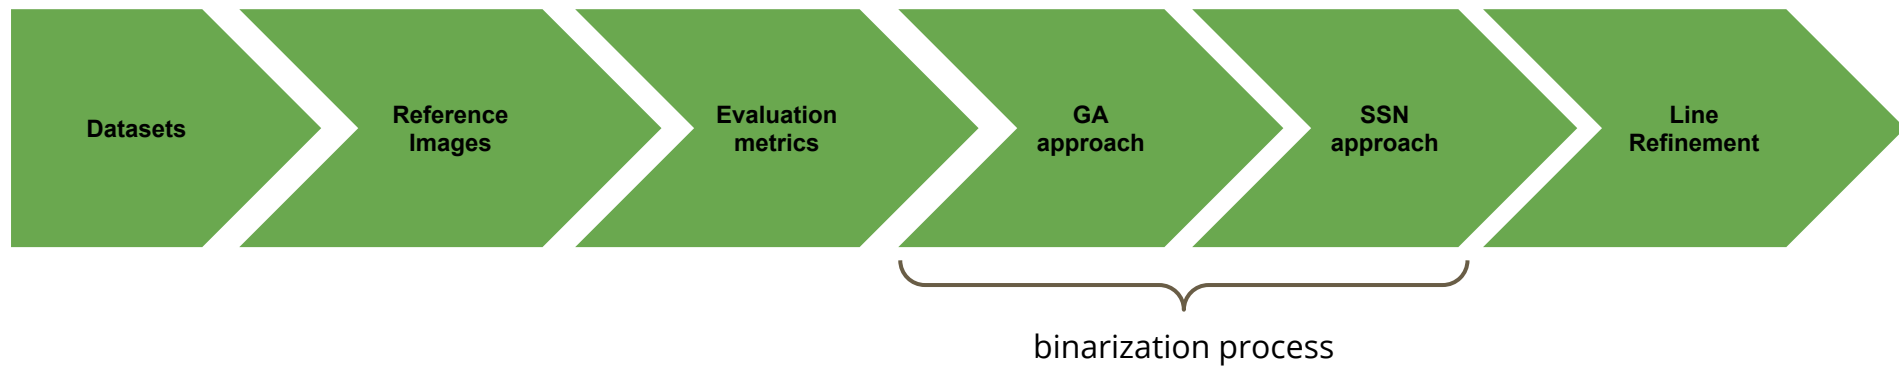 Datasets
Reference
Images
Evaluation
metrics
GA
approach
SSN
approach
Line
Refinement
binarization process